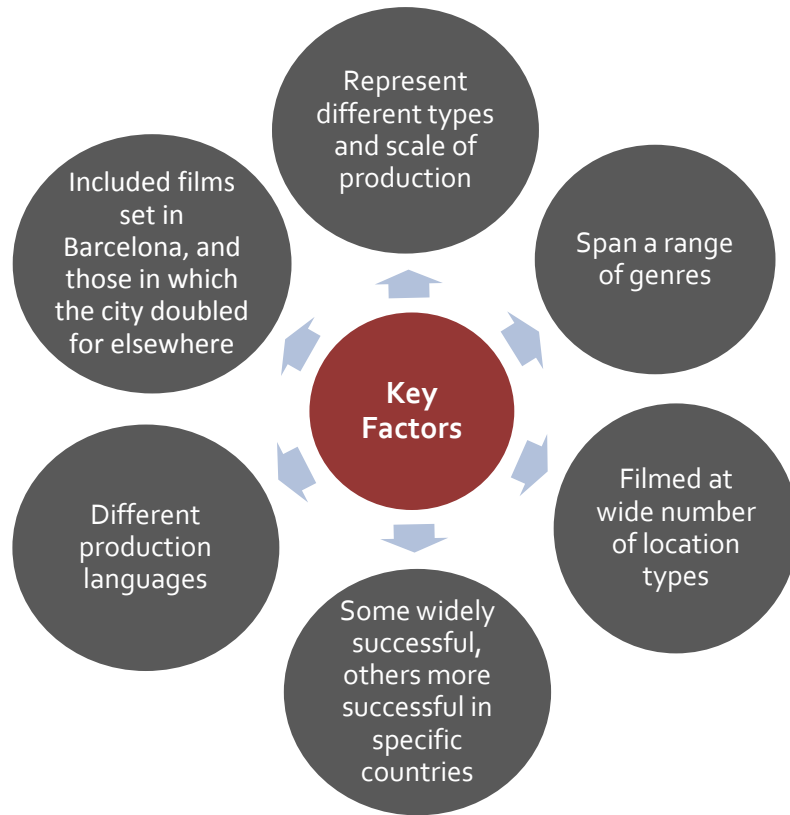 Represent
different types
and scale of
production
Span a range
of genres
Filmed at
wide number
of location
types
Some widely
successful,
others more
successful in
specific
countries
Different
production
languages
Included films
set in
Barcelona, and
those in which
the city doubled
for elsewhere
Key
Factors